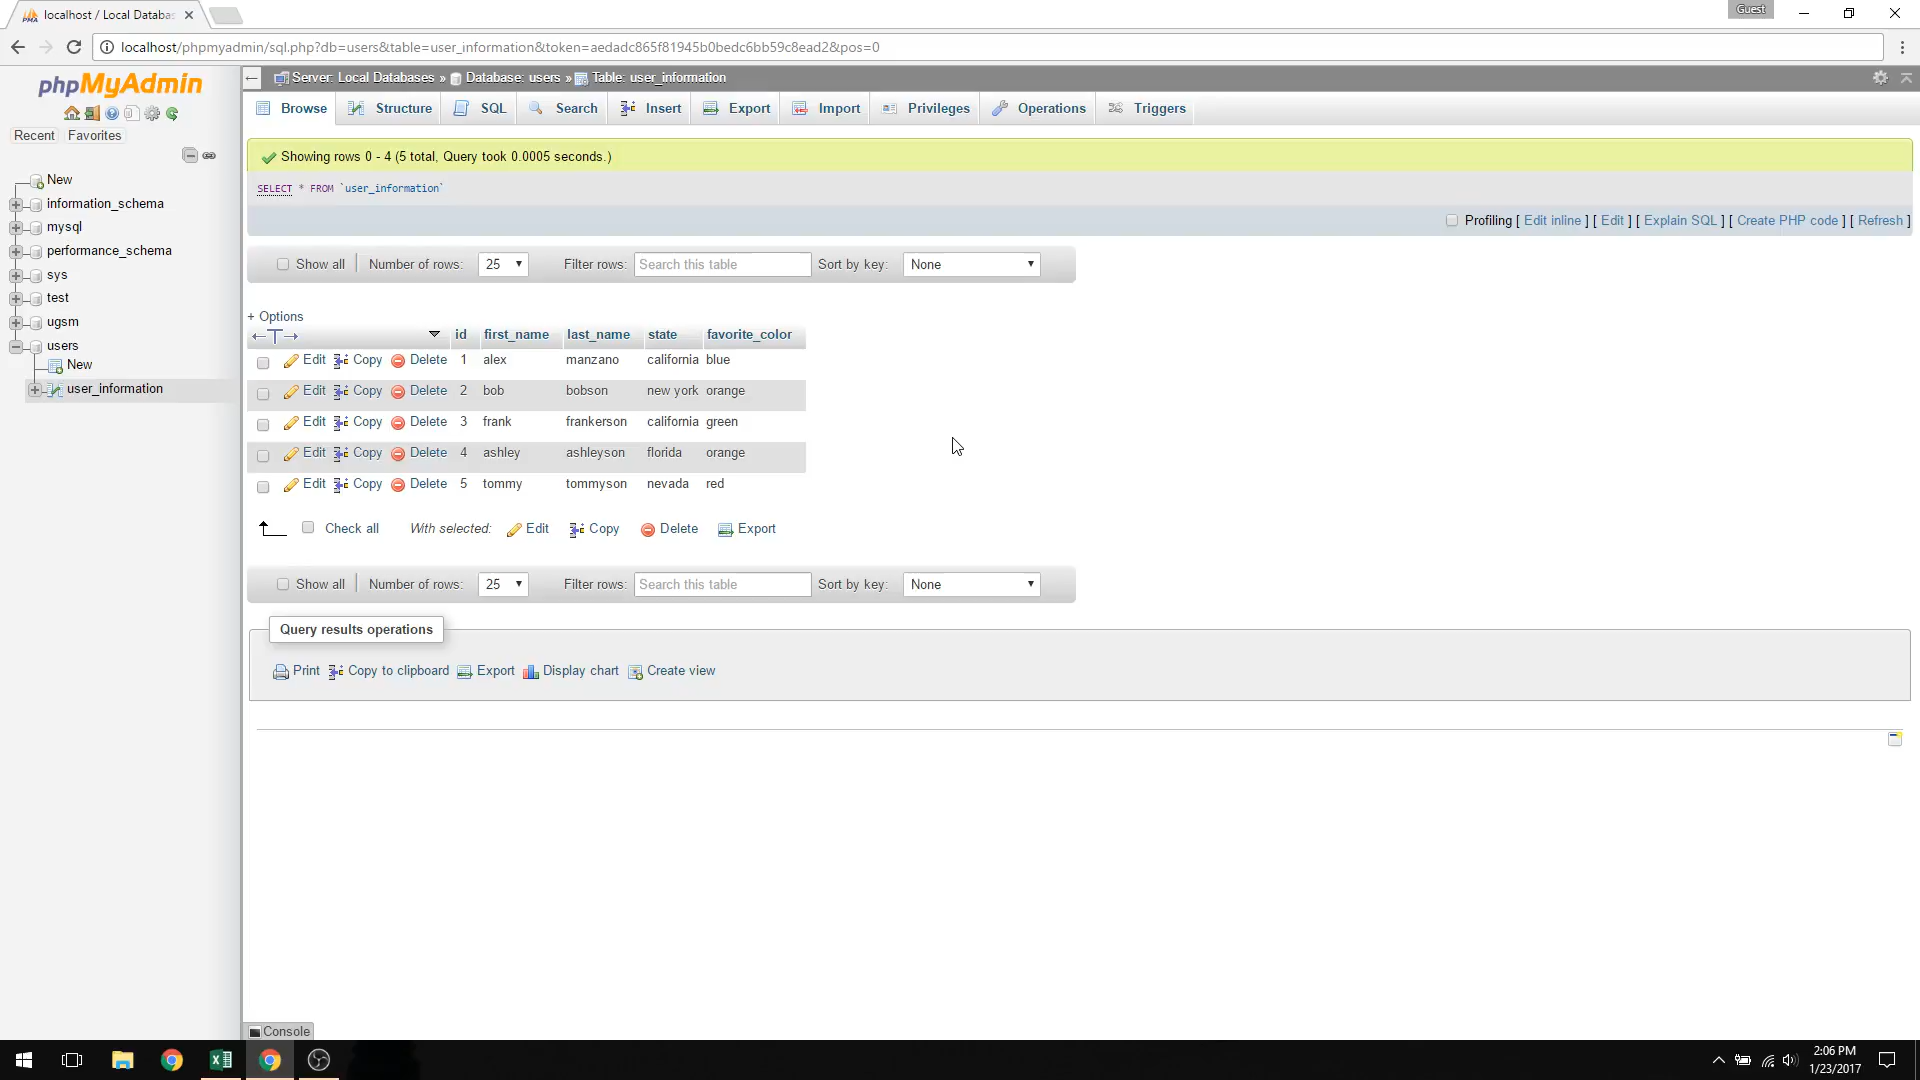 localhost / Local Databas
Guest
localhost/phpmyadmin/sql.php?db=users&table=user_information&token=aedadc865f81945b0bedc6bb59c8ead2&pos=0
phpMyAdmin
Recent Favorites
New
information_schema
mysql
performance_schema
sys
test
ugsm
users
New
user_information
Server: Local Databases » Database: users » Table: user_information
Browse Structure SQL Search Insert Export Import Privileges Operations Triggers
Showing rows 0 - 4 (5 total, Query took 0.0005 seconds.)
SELECT * FROM `user_information`
Profiling [ Edit inline ] [ Edit ] [ Explain SQL ] [ Create PHP code ] [ Refresh ]
Show all Number of rows: 25 Filter rows: Search this table Sort by key: None
+ Options
id first_name last_name state favorite_color
Edit Copy Delete 1 alex manzano california blue
Edit Copy Delete 2 bob bobson new york orange
Edit Copy Delete 3 frank frankerson california green
Edit Copy Delete 4 ashley ashleyson florida orange
Edit Copy Delete 5 tommy tommyson nevada red
Check all With selected: Edit Copy Delete Export
Show all Number of rows: 25 Filter rows: Search this table Sort by key: None
Query results operations
Print Copy to clipboard Export Display chart Create view
Console
2:06 PM
1/23/2017